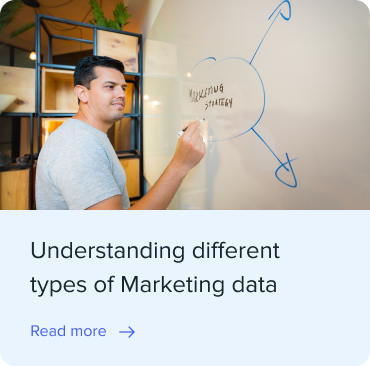 MARKETING
STRATEGY
Understanding different
types of Marketing data
Read more